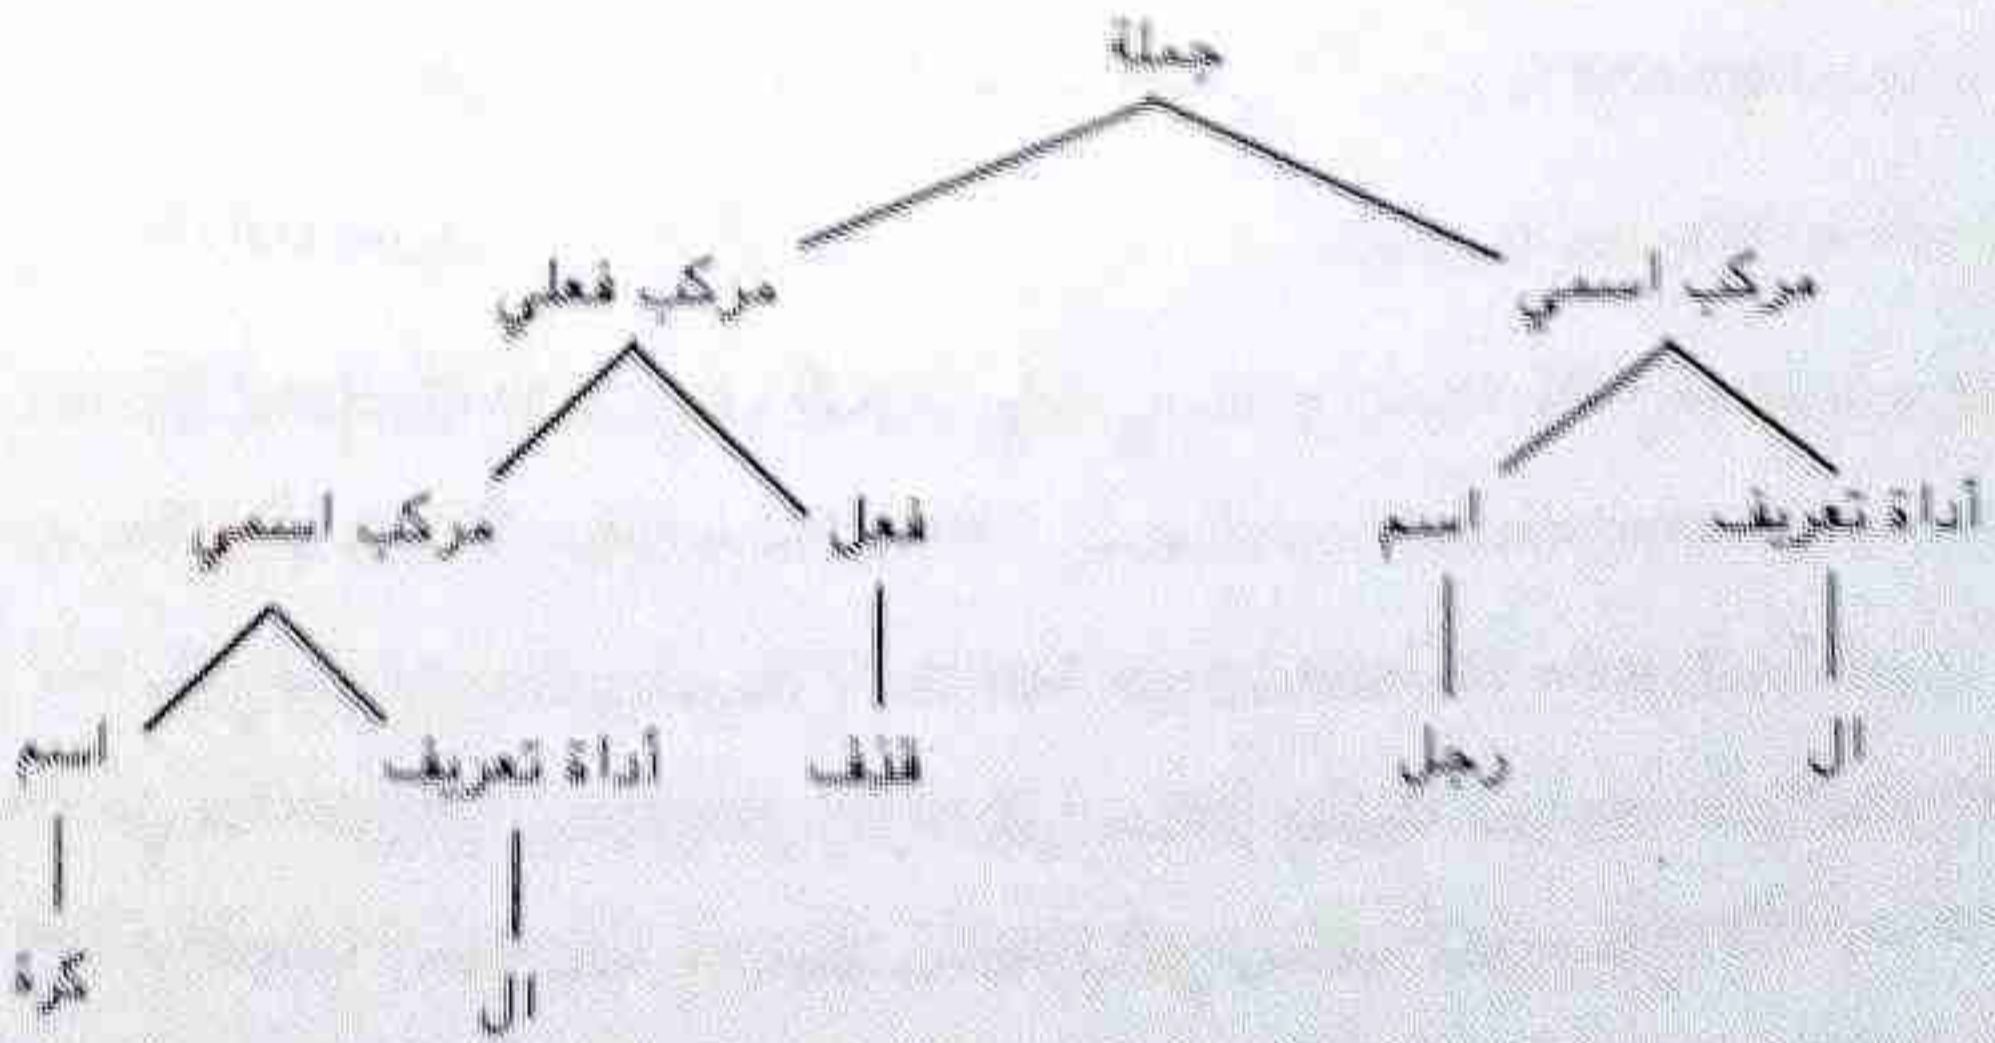 جملة
مركب اسمي مركب فعلي
أداة تعريف اسم فعل مركب اسمي
ال رجل قذف أداة تعريف اسم
ال كرة